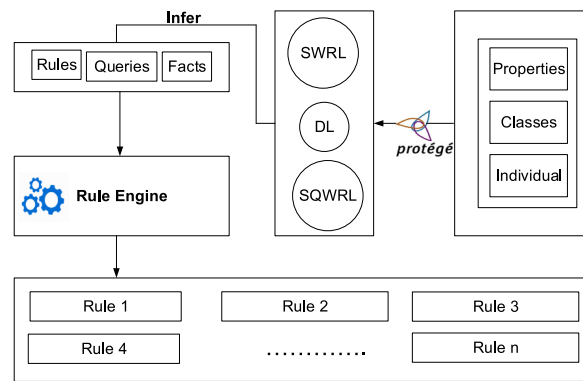 Infer
Rules
Queries
Facts
SWRL
DL
SQWRL
protégé
Properties
Classes
Individual
Rule Engine
Rule 1
Rule 2
Rule 3
Rule 4
..............
Rule n